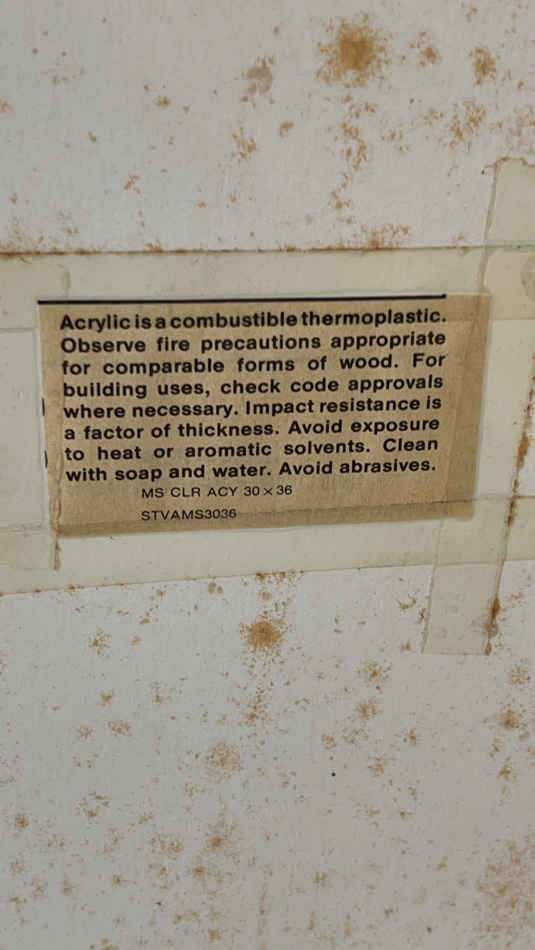 Acrylic is a combustible thermoplastic.
Observe fire precautions appropriate
for comparable forms of wood. For
building uses, check code approvals
where necessary. Impact resistance is
a factor of thickness. Avoid exposure
to heat or aromatic solvents. Clean
with soap and water. Avoid abrasives.
MS CLR ACY 30 × 36
STVAMS3036